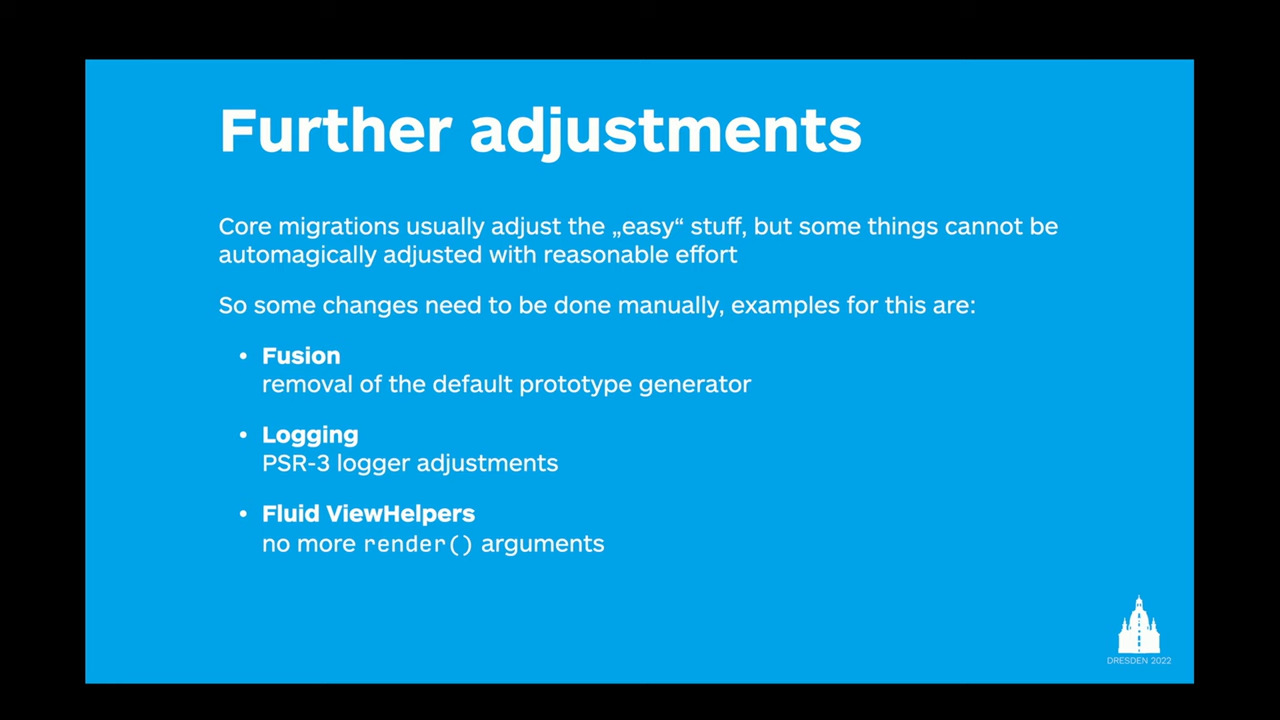 Further adjustments
Core migrations usually adjust the „easy“ stuff, but some things cannot be
automagically adjusted with reasonable effort
So some changes need to be done manually, examples for this are:
• Fusion
removal of the default prototype generator
• Logging
PSR-3 logger adjustments
• Fluid ViewHelpers
no more render() arguments
DRESDEN 2022